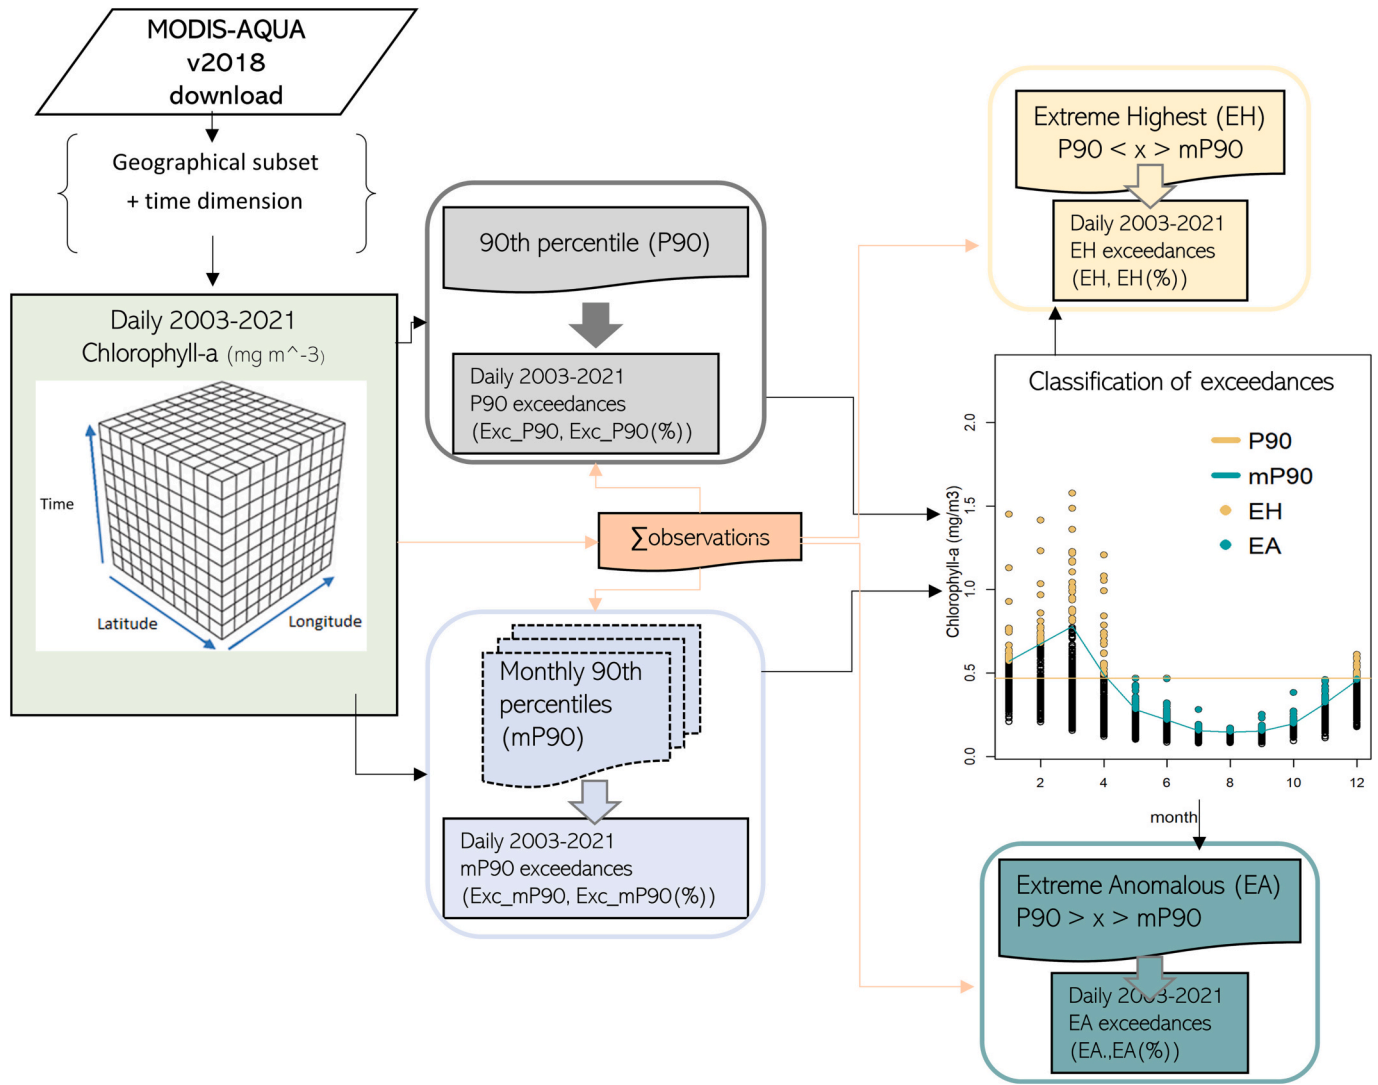 MODIS-AQUA
v2018
download
Geographical subset
+ time dimension
Daily 2003-2021
Chlorophyll-a (mg m^-3)
Time
Latitude
Longitude
90th percentile (P90)
Daily 2003-2021
P90 exceedances
(Exc_P90, Exc_P90(%))
∑observations
Monthly 90th
percentiles
(mP90)
Daily 2003-2021
mP90 exceedances
(Exc_mP90, Exc_mP90(%))
Extreme Highest (EH)
P90 < x > mP90
Daily 2003-2021
EH exceedances
(EH, EH(%))
Classification of exceedances
P90
mP90
EH
EA
Chlorophyll-a (mg/m3)
2.0
1.5
1.0
0.5
0.0
2 4 6 8 10 12
month
Extreme Anomalous (EA)
P90 > x > mP90
Daily 2003-2021
EA exceedances
(EA.,EA(%))